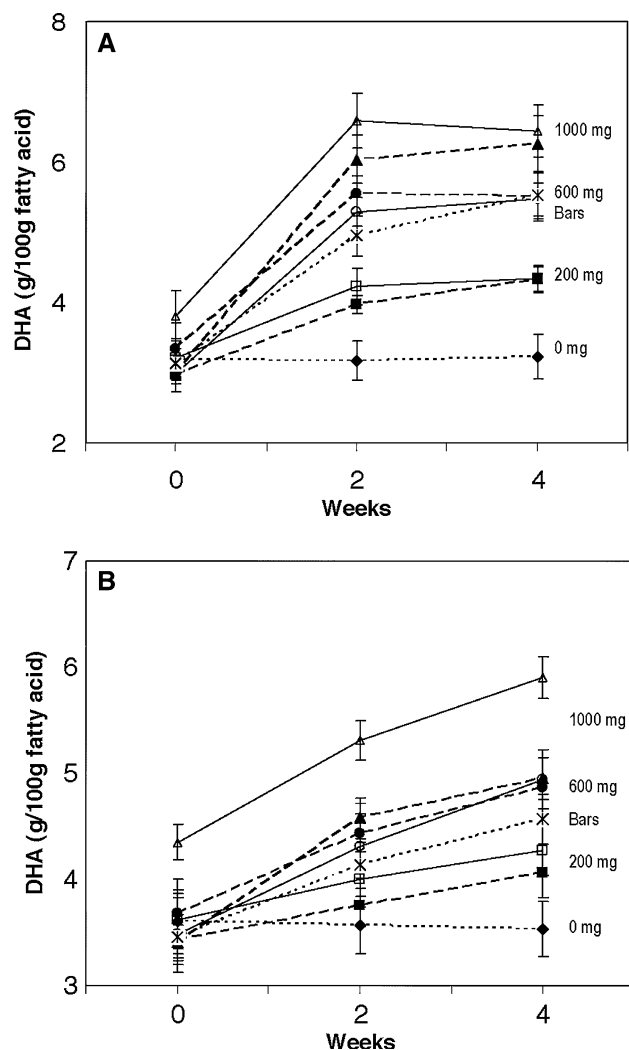 A
8
6
4
2
DHA (g/100g fatty acid)
1000 mg
600 mg
Bars
200 mg
0 mg
0 2 4
Weeks
B
7
6
5
4
3
DHA (g/100g fatty acid)
1000 mg
600 mg
Bars
200 mg
0 mg
0 2 4
Weeks